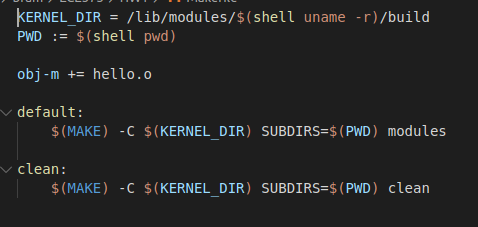 KERNEL_DIR = /lib/modules/$(shell uname -r)/build
PWD := $(shell pwd)
obj-m += hello.o
default:
$(MAKE) -C $(KERNEL_DIR) SUBDIRS=$(PWD) modules
clean:
$(MAKE) -C $(KERNEL_DIR) SUBDIRS=$(PWD) clean